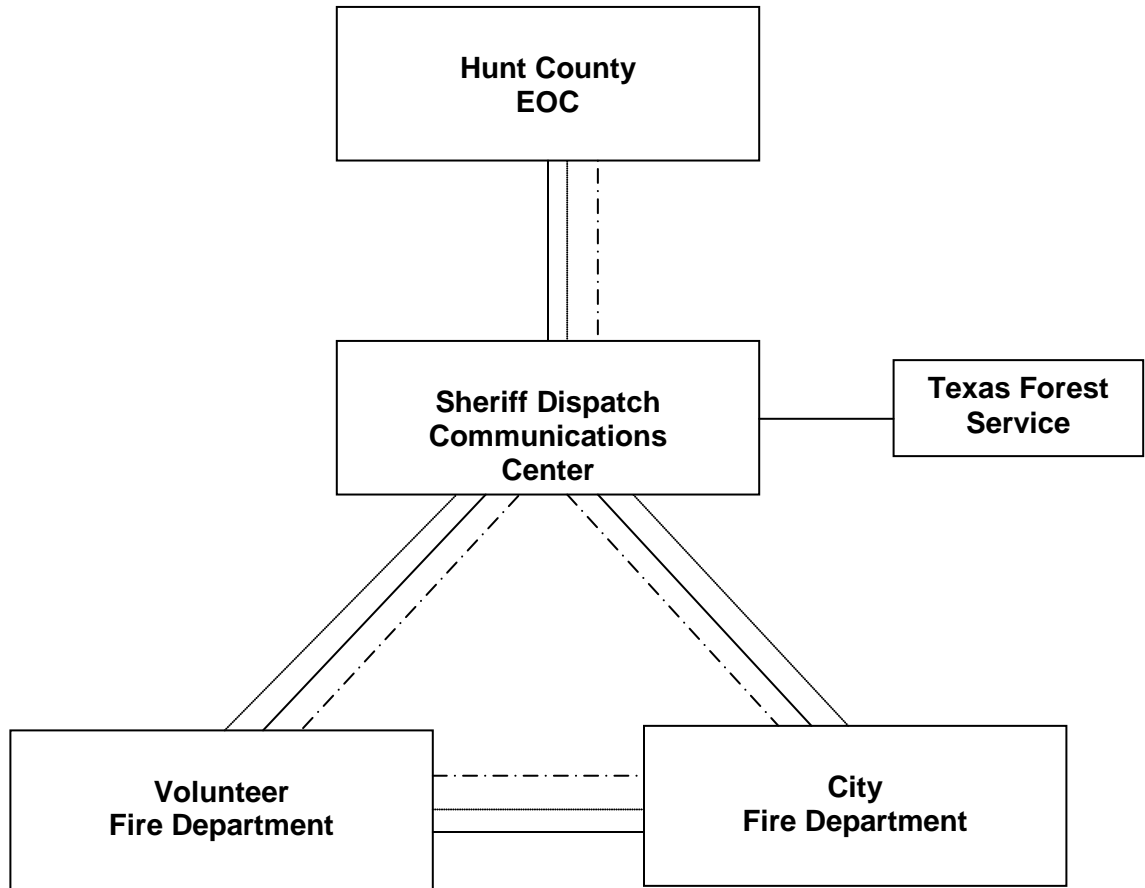 Hunt County
EOC
Sheriff Dispatch
Communications
Center
Texas Forest
Service
Volunteer
Fire Department
City
Fire Department